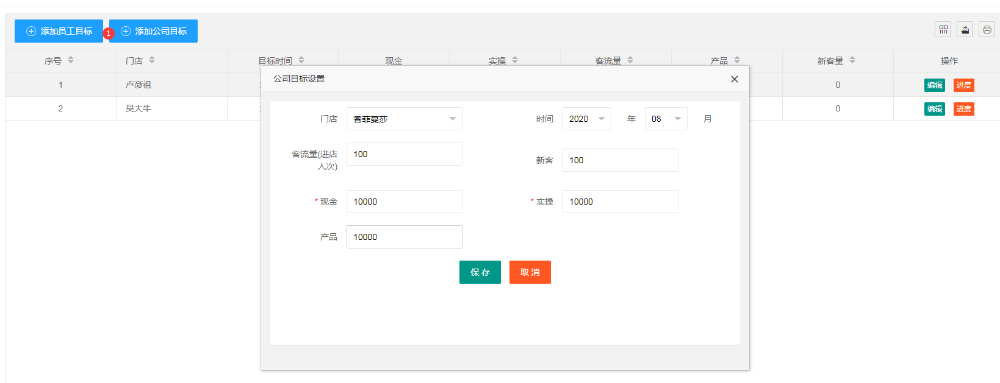 添加员工目标
1
添加公司目标
序号
门店
目标时间
现金
实操
客流量
产品
新客量
操作
公司目标设置
1
卢彦祖
0
编辑
进度
2
吴大牛
0
编辑
进度
门店
香菲蔓莎
时间
2020
年
08
月
客流量(进店
人次)
100
新客
100
* 现金
10000
* 实操
10000
产品
10000
保存
取消